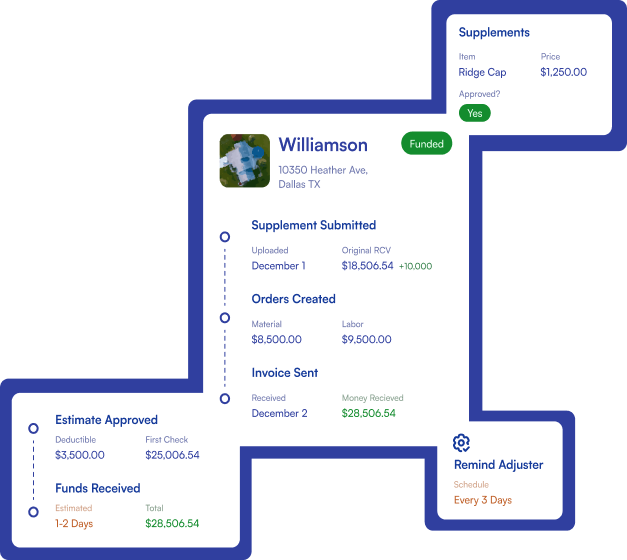 Supplements
Item Price
Ridge Cap $1,250.00
Approved?
Yes
Williamson
Funded
10350 Heather Ave,
Dallas TX
Supplement Submitted
Uploaded Original RCV
December 1 $18,506.54 +10,000
Orders Created
Material Labor
$8,500.00 $9,500.00
Invoice Sent
Received Money Recieved
December 2 $28,506.54
Estimate Approved
Deductible First Check
$3,500.00 $25,006.54
Funds Received
Estimated Total
1-2 Days $28,506.54
Remind Adjuster
Schedule
Every 3 Days